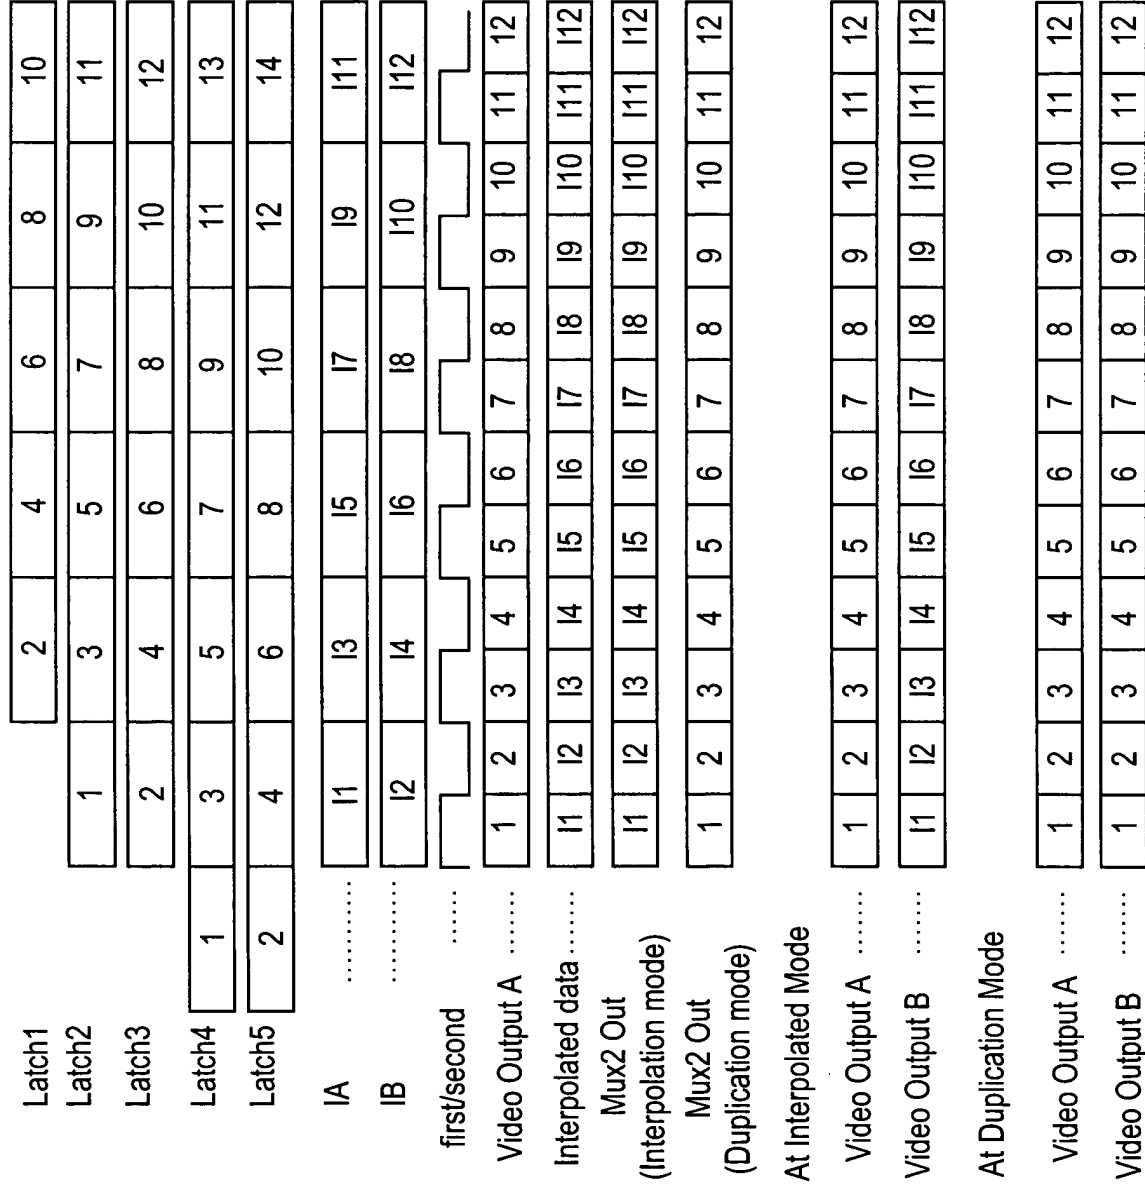 Latch1 2 4 6 8 10
Latch2 1 3 5 7 9 11
Latch3 2 4 6 8 10 12
Latch4 1 3 5 7 9 11 13
Latch5 2 4 6 8 10 12 14
IA ........... I1 I3 I5 I7 I9 I11
IB ........... I2 I4 I6 I8 I10 I12
first/second ......
Video Output A ........ 1 2 3 4 5 6 7 8 9 10 11 12
Interpolated data ........ I1 I2 I3 I4 I5 I6 I7 I8 I9 I10 I11 I12
Mux2 Out
(Interpolation mode) I1 I2 I3 I4 I5 I6 I7 I8 I9 I10 I11 I12
Mux2 Out
(Duplication mode) 1 2 3 4 5 6 7 8 9 10 11 12
At Interpolated Mode
Video Output A ........ 1 2 3 4 5 6 7 8 9 10 11 12
Video Output B ........ I1 I2 I3 I4 I5 I6 I7 I8 I9 I10 I11 I12
At Duplication Mode
Video Output A ........ 1 2 3 4 5 6 7 8 9 10 11 12
Video Output B ........ 1 2 3 4 5 6 7 8 9 10 11 12